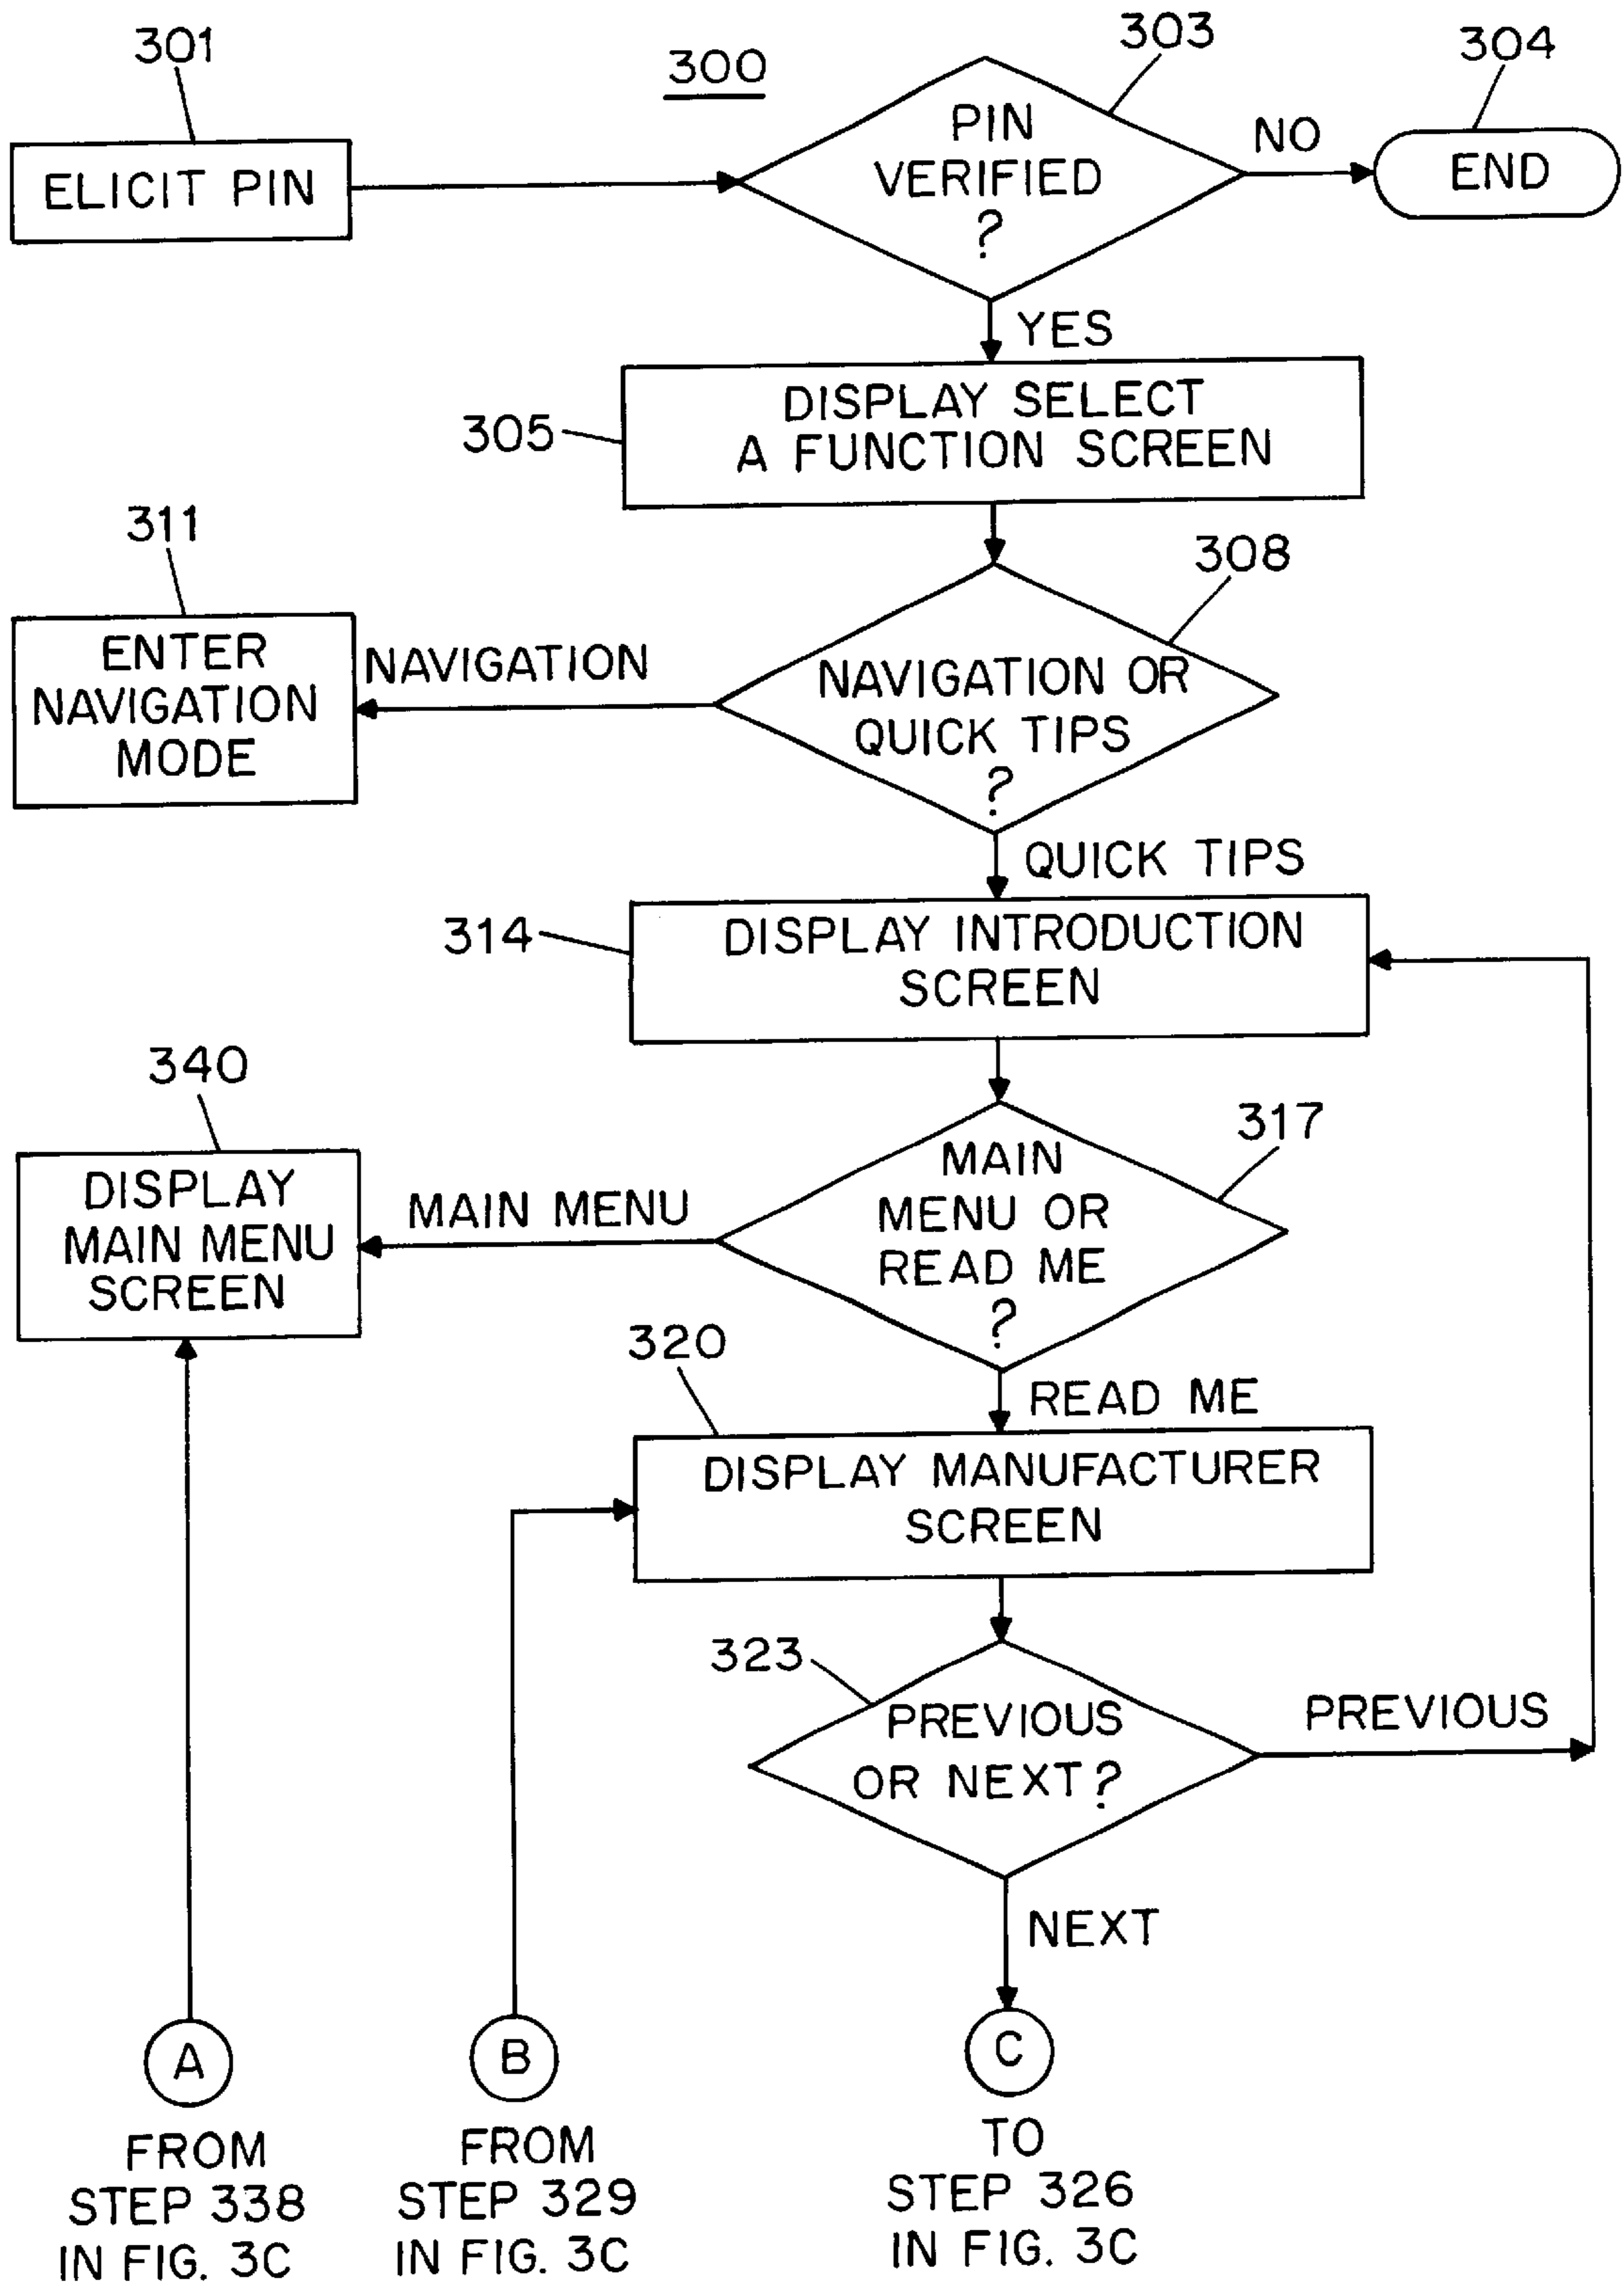 301
300
303
304
ELICIT PIN
PIN
VERIFIED
?
NO
END
YES
305
DISPLAY SELECT
A FUNCTION SCREEN
311
308
ENTER
NAVIGATION
MODE
NAVIGATION
NAVIGATION OR
QUICK TIPS
?
QUICK TIPS
314
DISPLAY INTRODUCTION
SCREEN
340
317
DISPLAY
MAIN MENU
SCREEN
MAIN MENU
MAIN
MENU OR
READ ME
?
320
READ ME
DISPLAY MANUFACTURER
SCREEN
323
PREVIOUS
OR NEXT?
PREVIOUS
NEXT
A
B
C
FROM
STEP 338
IN FIG. 3C
FROM
STEP 329
IN FIG. 3C
TO
STEP 326
IN FIG. 3C